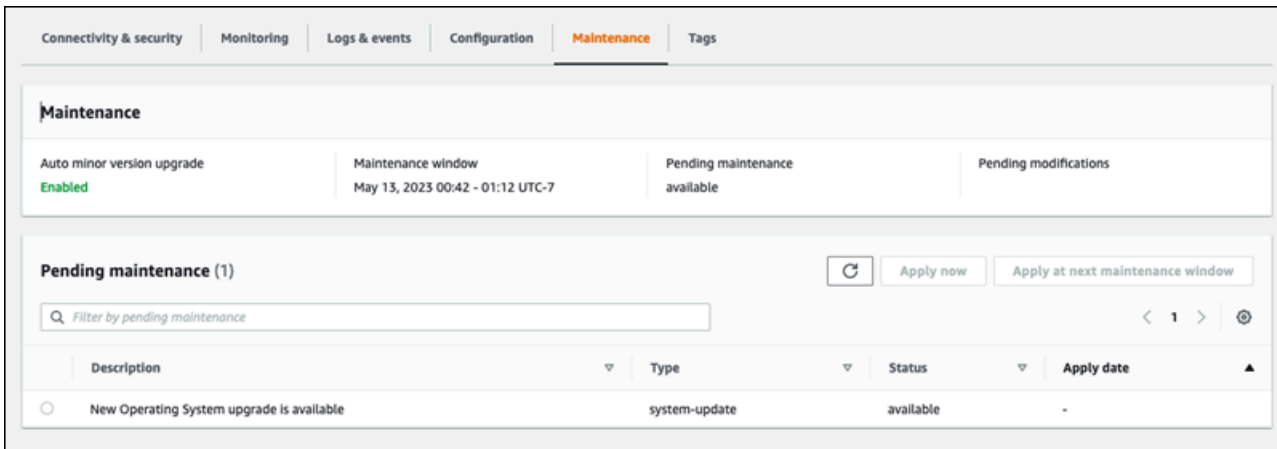 Connectivity & security Monitoring Logs & events Configuration Maintenance Tags
Maintenance
Auto minor version upgrade Maintenance window Pending maintenance Pending modifications
Enabled May 13, 2023 00:42 - 01:12 UTC-7 available
Pending maintenance (1) Apply now Apply at next maintenance window
Filter by pending maintenance 1
Description Type Status Apply date
New Operating System upgrade is available system-update available -